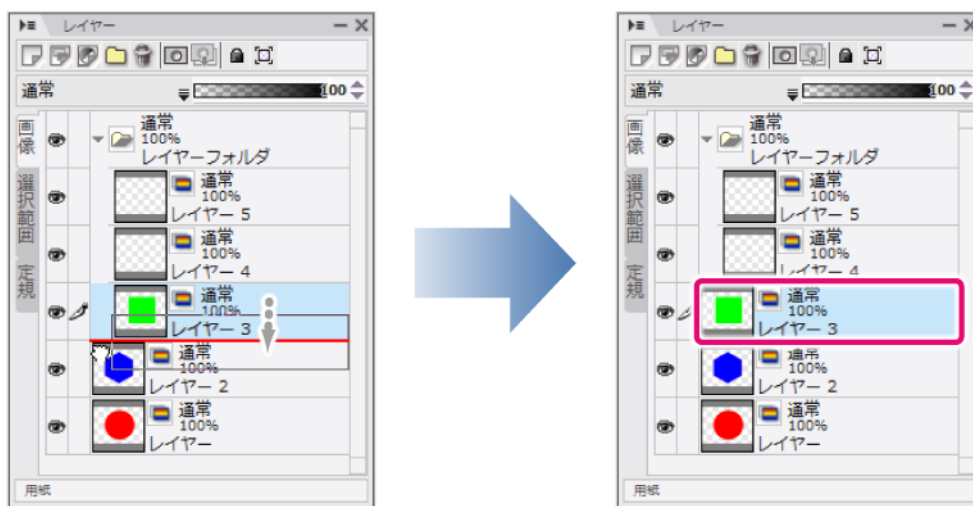 レイヤー
通常
100
画像
選択範囲
定規
通常
100%
レイヤーフォルダ
通常
100%
レイヤー 5
通常
100%
レイヤー 4
通常
100%
レイヤー 3
通常
100%
レイヤー 2
通常
100%
レイヤー
用紙
レイヤー
通常
100
画像
選択範囲
定規
通常
100%
レイヤーフォルダ
通常
100%
レイヤー 5
通常
100%
レイヤー 4
通常
100%
レイヤー 3
通常
100%
レイヤー 2
通常
100%
レイヤー
用紙